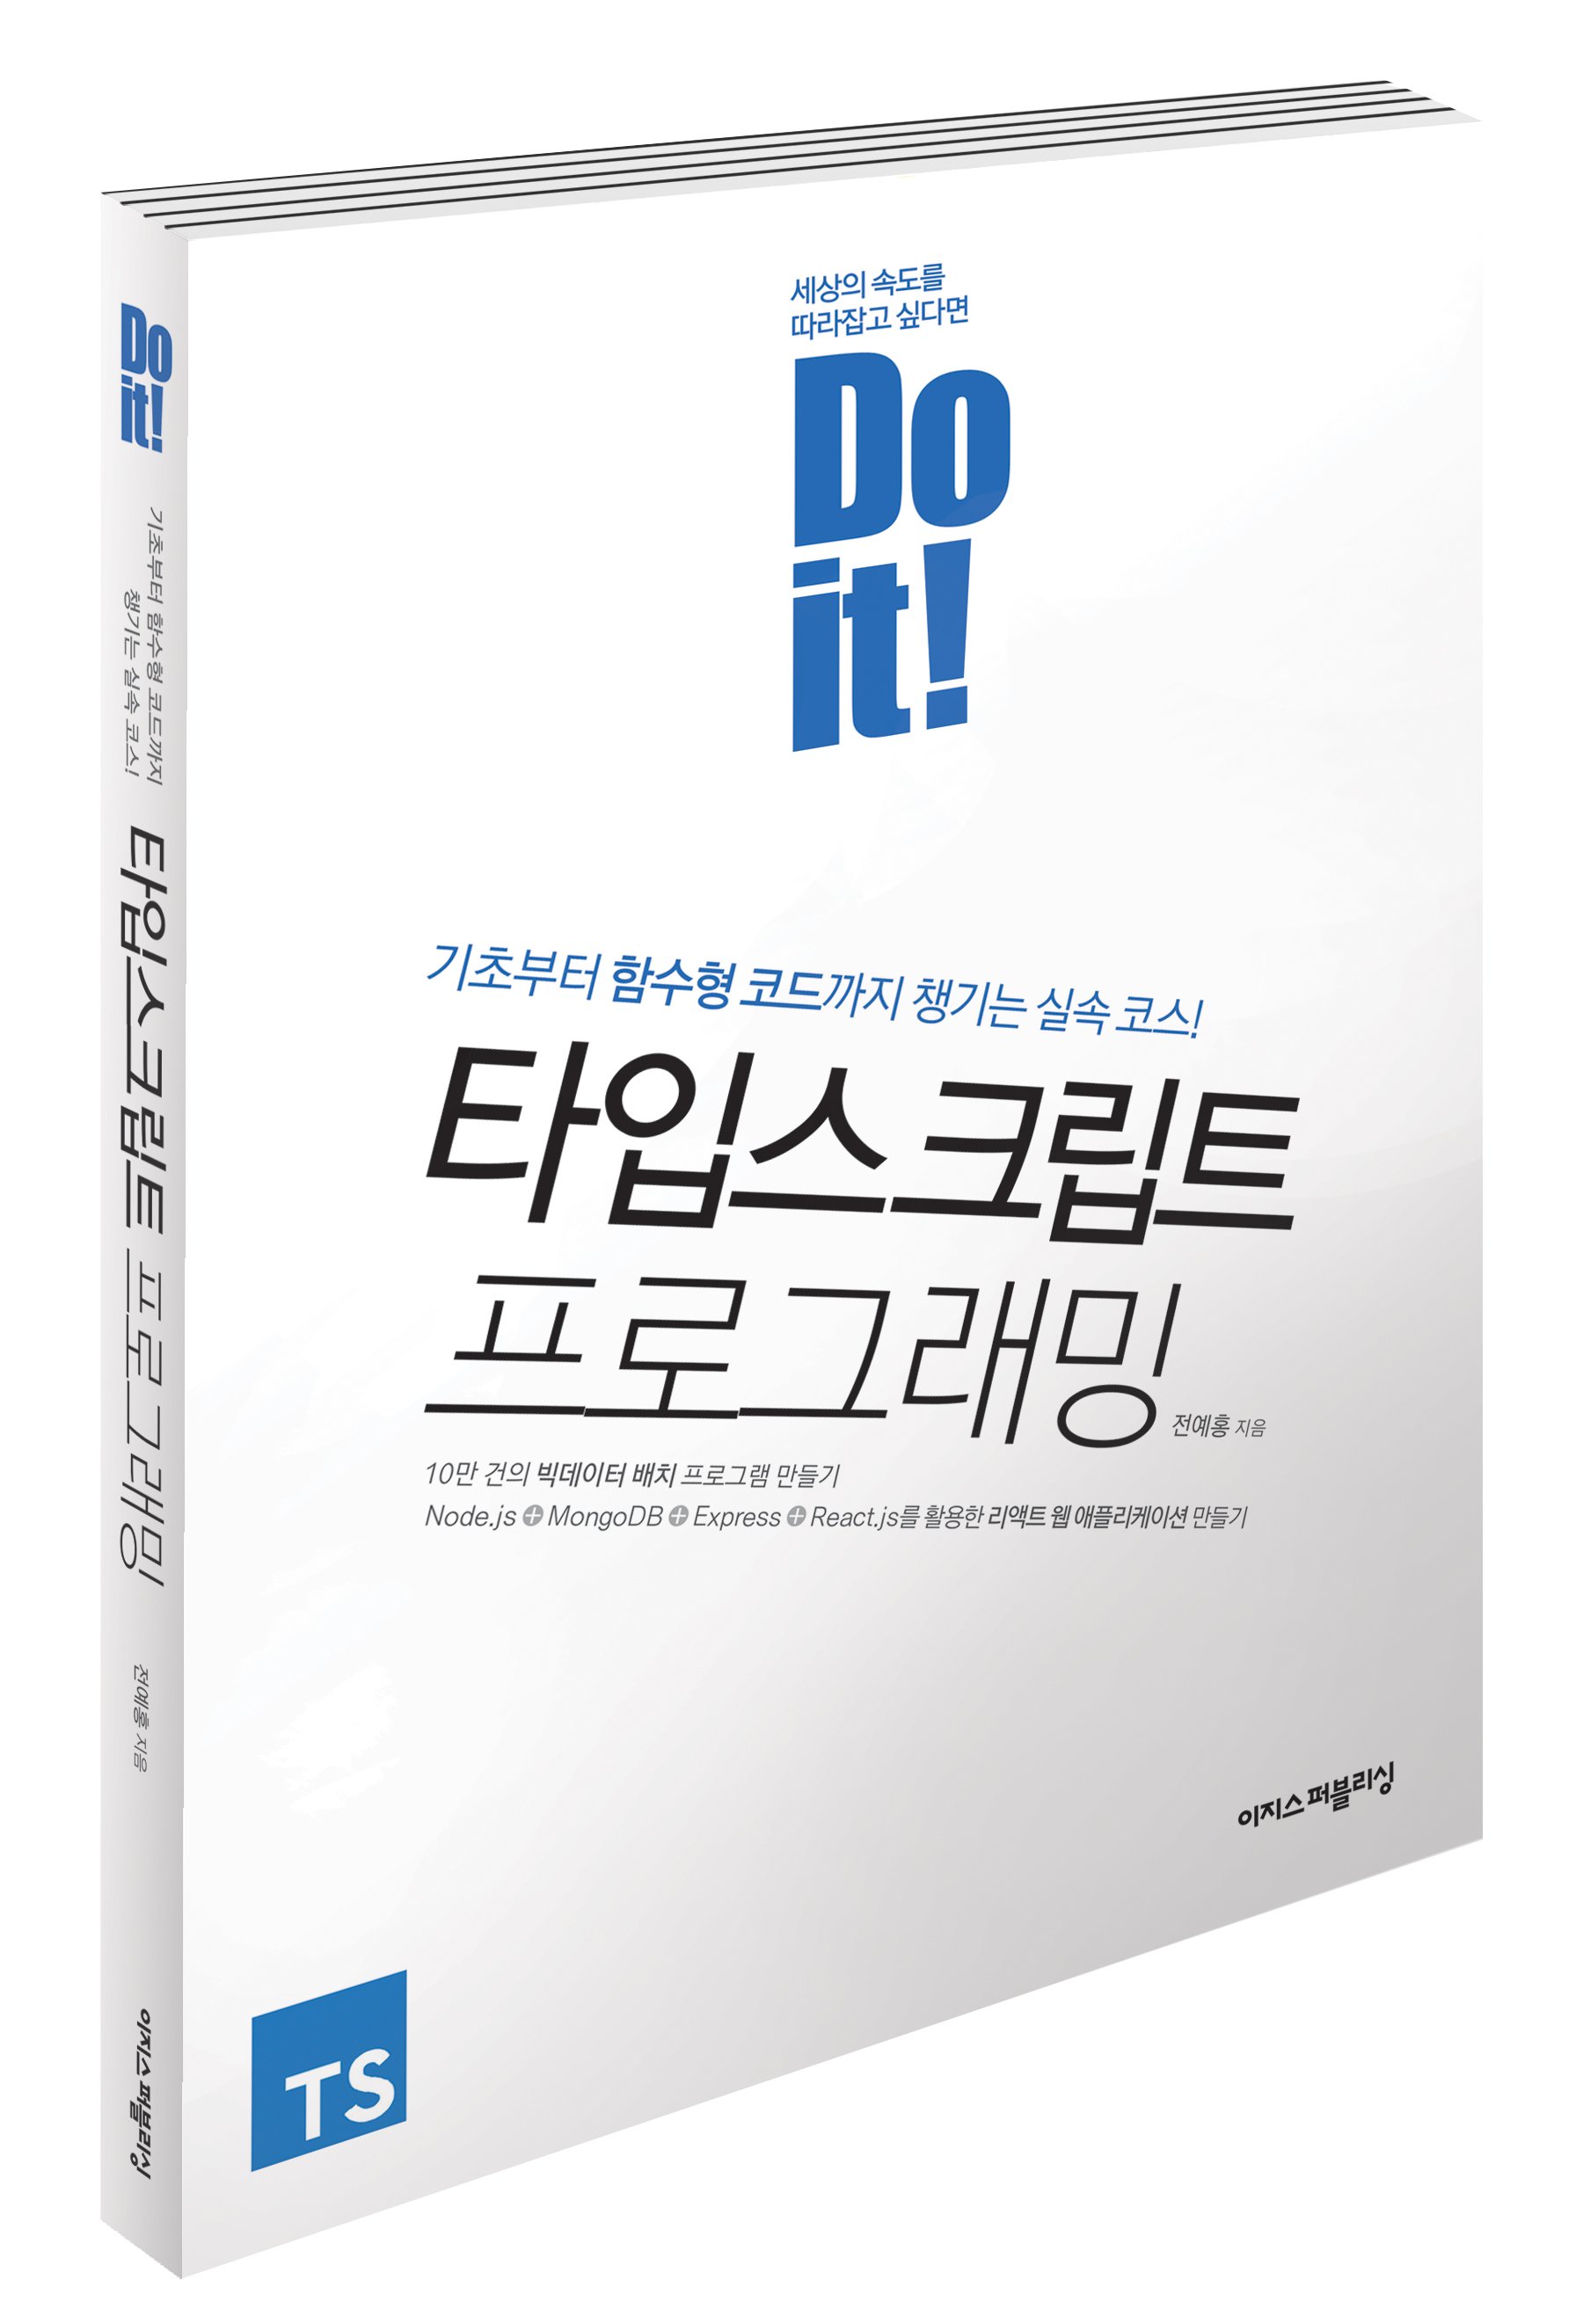 세상의 속도를
따라잡고 싶다면
Do
it!
기초부터 함수형 코드까지 챙기는 실속 코스!
타입스크립트
프로그래밍
전예홍 지음
10만 건의 빅데이터 배치 프로그램 만들기
Node.js + MongoDB + Express + React.js를 활용한 리액트 웹 애플리케이션 만들기
이지스 퍼블리싱
TS
Do
it!
기초부터 함수형 코드까지
챙기는 실속 코스!
타입스크립트 프로그래밍
전예홍 지음
이지스 퍼블리싱